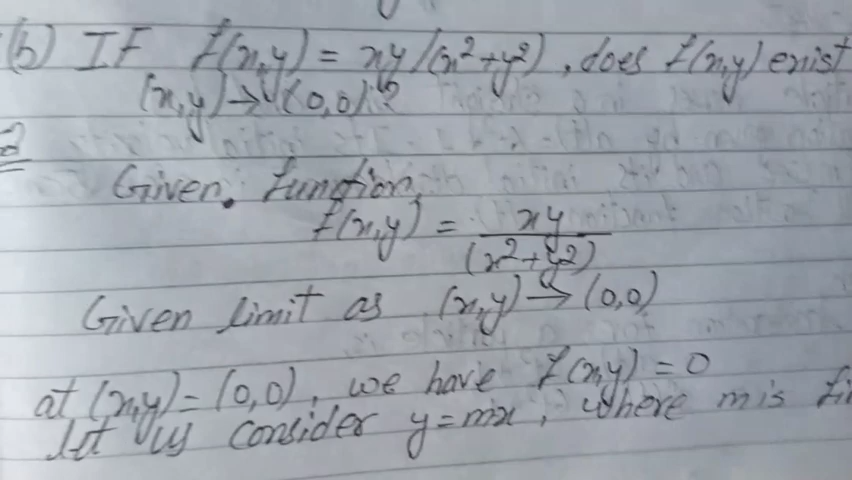 (b) IF f(x,y) = xy/(x²+y²), does f(x,y) exist
(x,y)→(0,0)?
Given function,
f(x,y) = xy
(x²+y²)
Given limit as (x,y)→(0,0)
at (x,y)=(0,0), we have f(x,y)=0
let us consider y=mx, where m is